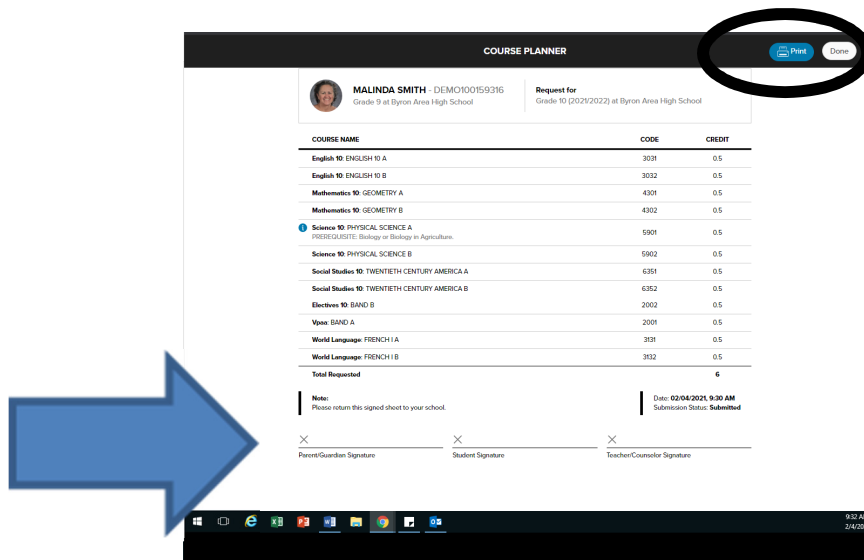 COURSE PLANNER
Print
Done
MALINDA SMITH - DEMO100159316
Grade 9 at Byron Area High School
Request for
Grade 10 (2021/2022) at Byron Area High School
COURSE NAME CODE CREDIT
English 10: ENGLISH 10 A 3031 0.5
English 10: ENGLISH 10 B 3032 0.5
Mathematics 10: GEOMETRY A 4301 0.5
Mathematics 10: GEOMETRY B 4302 0.5
Science 10: PHYSICAL SCIENCE A 5901 0.5
PREREQUISITE: Biology or Biology in Agriculture.
Science 10: PHYSICAL SCIENCE B 5902 0.5
Social Studies 10: TWENTIETH CENTURY AMERICA A 6351 0.5
Social Studies 10: TWENTIETH CENTURY AMERICA B 6352 0.5
Electives 10: BAND B 2002 0.5
Vpaa: BAND A 2001 0.5
World Language: FRENCH I A 3131 0.5
World Language: FRENCH I B 3132 0.5
Total Requested 6
Note:
Please return this signed sheet to your school.
Date: 02/04/2021, 9:30 AM
Submission Status: Submitted
Parent/Guardian Signature
Student Signature
Teacher/Counselor Signature
9:32 A
2/4/20